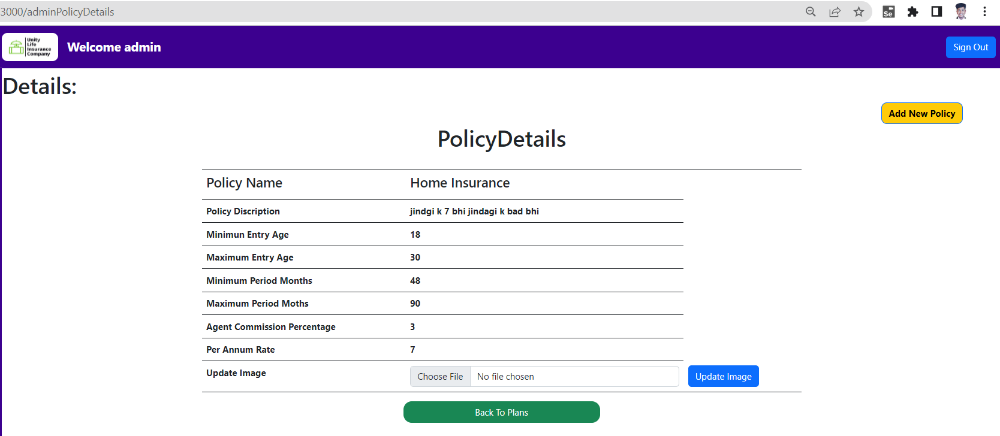 3000/adminPolicyDetails
Se
Unity
Life
Insurance
Company
Welcome admin
Sign Out
Details:
Add New Policy
PolicyDetails
Policy Name Home Insurance
Policy Discription jindgi k 7 bhi jindagi k bad bhi
Minimun Entry Age 18
Maximum Entry Age 30
Minimum Period Months 48
Maximum Period Moths 90
Agent Commission Percentage 3
Per Annum Rate 7
Update Image Choose File No file chosen Update Image
Back To Plans